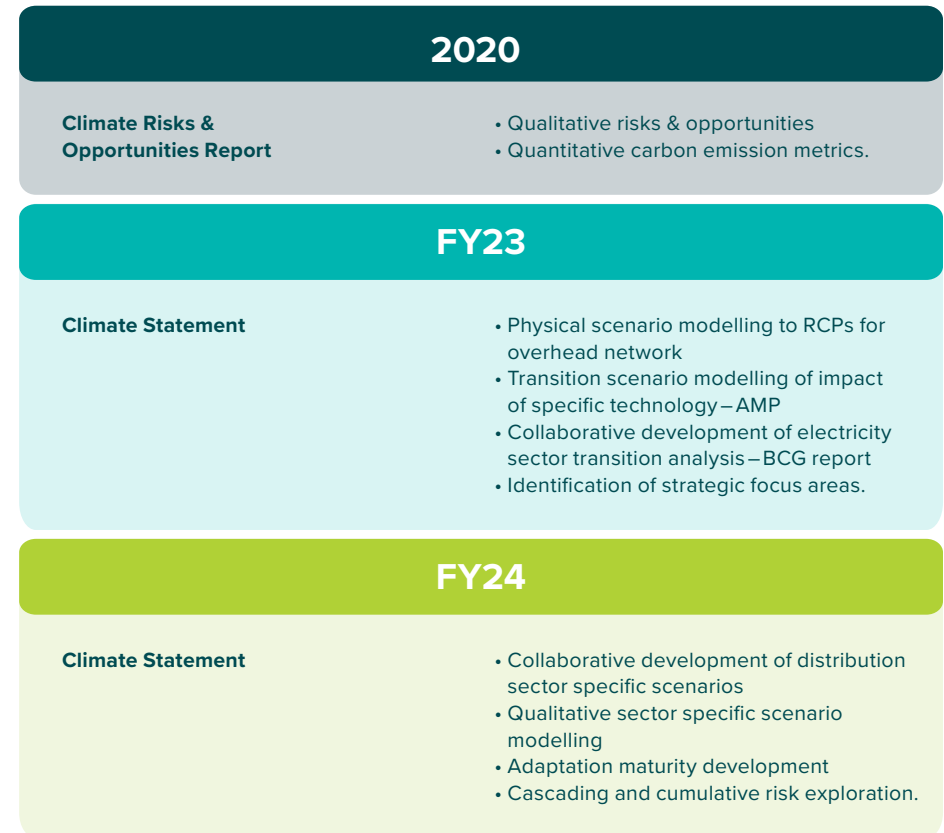 2020
Climate Risks &
Opportunities Report
• Qualitative risks & opportunities
• Quantitative carbon emission metrics.
FY23
Climate Statement
• Physical scenario modelling to RCPs for
overhead network
• Transition scenario modelling of impact
of specific technology – AMP
• Collaborative development of electricity
sector transition analysis – BCG report
• Identification of strategic focus areas.
FY24
Climate Statement
• Collaborative development of distribution
sector specific scenarios
• Qualitative sector specific scenario
modelling
• Adaptation maturity development
• Cascading and cumulative risk exploration.